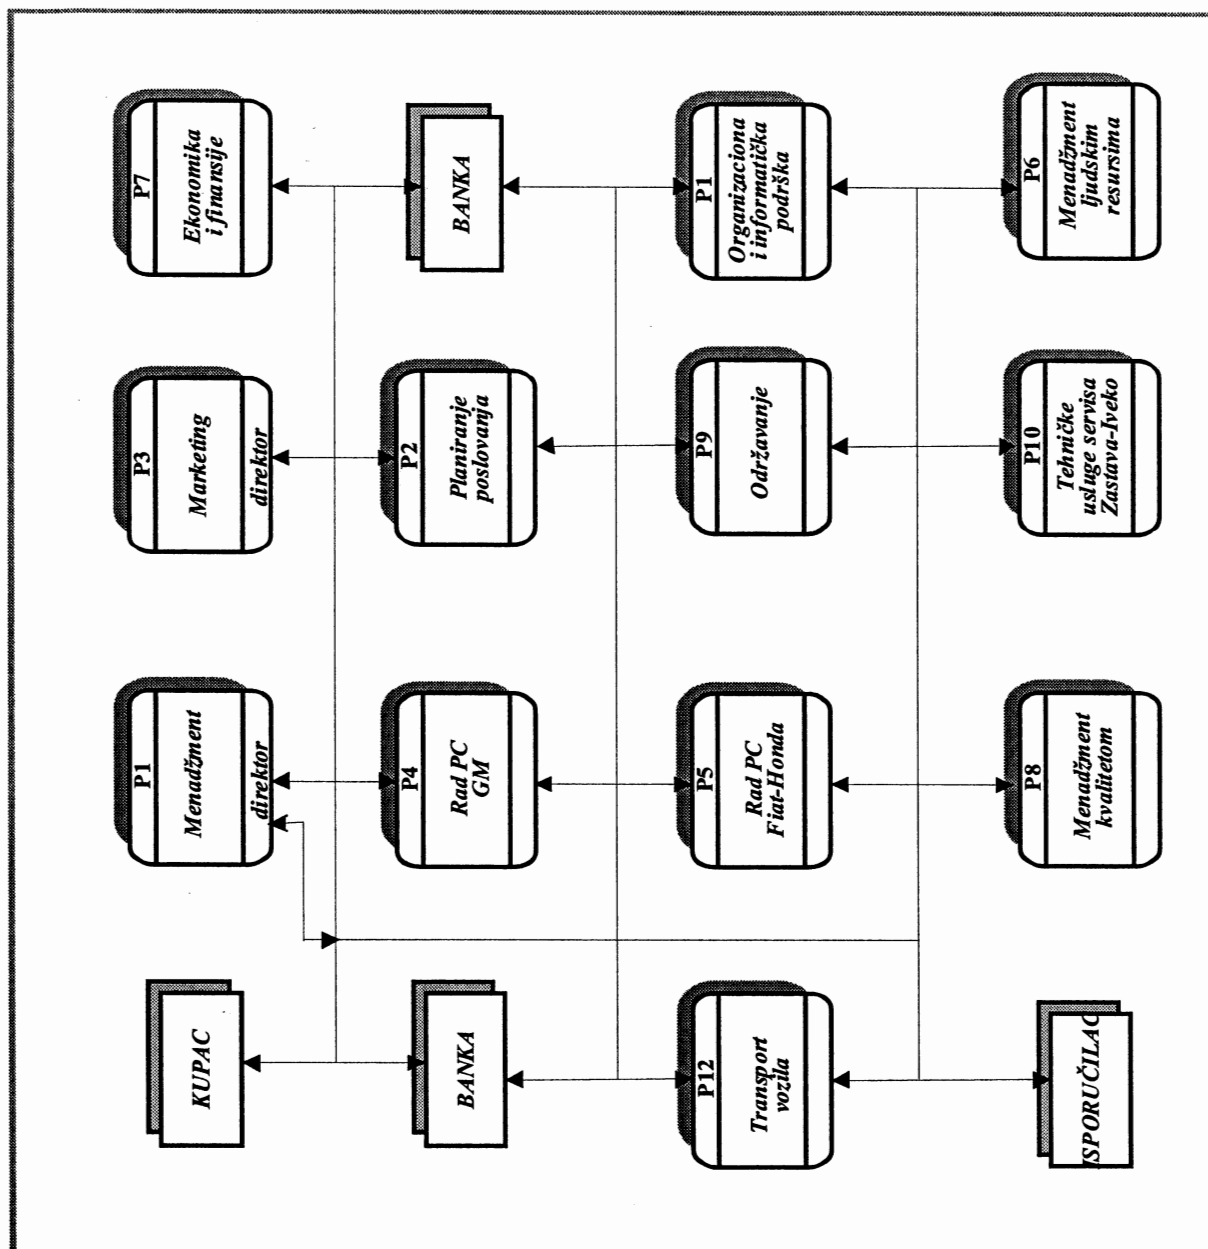 KUPAC
P1
Menadžment
direktor
P3
Marketing
direktor
P7
Ekonomika
i finansije
BANKA
P4
Rad PC
GM
P2
Planiranje
poslovanja
BANKA
P12
Transport
vozila
P5
Rad PC
Fiat-Honda
P9
Održavanje
P1
Organizaciona
i informatička
podrška
ISPORUČILAC
P8
Menadžment
kvalitetom
P10
Tehničke
usluge servisa
Zastava-Iveko
P6
Menadžment
ljudskim
resursima